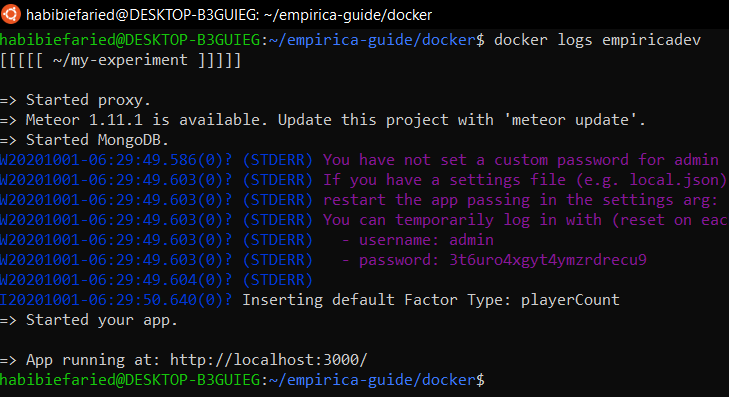 habibiefaried@DESKTOP-B3GUIEG: ~/empirica-guide/docker
habibiefaried@DESKTOP-B3GUIEG:~/empirica-guide/docker$ docker logs empiricadev
[[[[[ ~/my-experiment ]]]]]
=> Started proxy.
=> Meteor 1.11.1 is available. Update this project with 'meteor update'.
=> Started MongoDB.
W20201001-06:29:49.586(0)? (STDERR) You have not set a custom password for admin
W20201001-06:29:49.603(0)? (STDERR) If you have a settings file (e.g. local.json)
W20201001-06:29:49.603(0)? (STDERR) restart the app passing in the settings arg:
W20201001-06:29:49.603(0)? (STDERR) You can temporarily log in with (reset on eac
W20201001-06:29:49.603(0)? (STDERR)   - username: admin
W20201001-06:29:49.603(0)? (STDERR)   - password: 3t6uro4xgyt4ymzrdrecu9
W20201001-06:29:49.604(0)? (STDERR)
I20201001-06:29:50.640(0)? Inserting default Factor Type: playerCount
=> Started your app.
=> App running at: http://localhost:3000/
habibiefaried@DESKTOP-B3GUIEG:~/empirica-guide/docker$